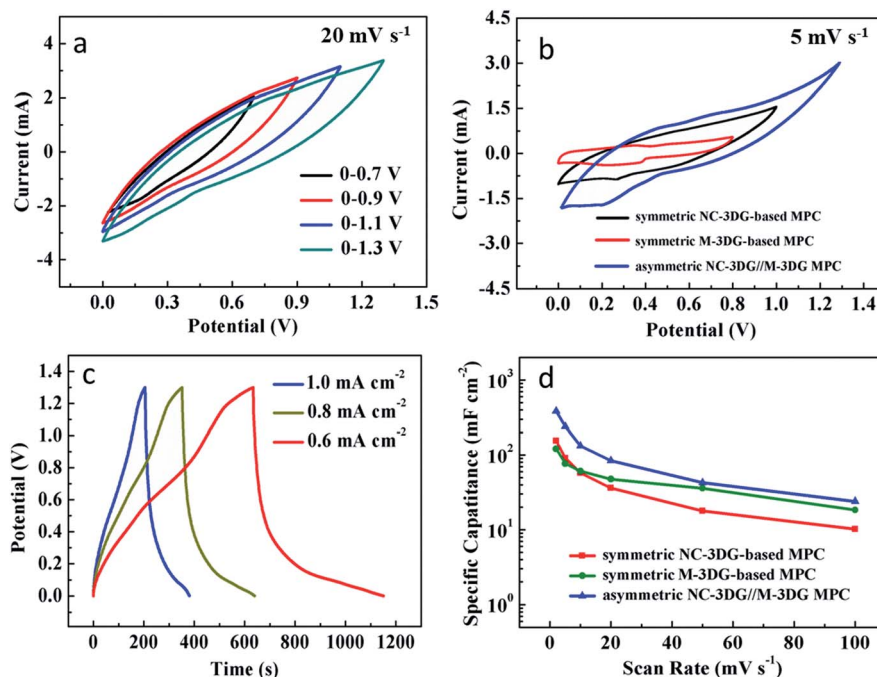 a
20 mV s⁻¹
4
2
0
-2
-4
Current (mA)
0-0.7 V
0-0.9 V
0-1.1 V
0-1.3 V
0.0 0.3 0.6 0.9 1.2 1.5
Potential (V)
b
5 mV s⁻¹
4.5
3.0
1.5
0.0
-1.5
-3.0
-4.5
Current (mA)
symmetric NC-3DG-based MPC
symmetric M-3DG-based MPC
asymmetric NC-3DG//M-3DG MPC
0.0 0.2 0.4 0.6 0.8 1.0 1.2 1.4
Potential (V)
c
1.4
1.2
1.0
0.8
0.6
0.4
0.2
0.0
Potential (V)
1.0 mA cm⁻²
0.8 mA cm⁻²
0.6 mA cm⁻²
0 200 400 600 800 1000 1200
Time (s)
d
10³
10²
10¹
10⁰
Specific Capatitance (mF cm⁻²)
symmetric NC-3DG-based MPC
symmetric M-3DG-based MPC
asymmetric NC-3DG//M-3DG MPC
0 20 40 60 80 100
Scan Rate (mV s⁻¹)